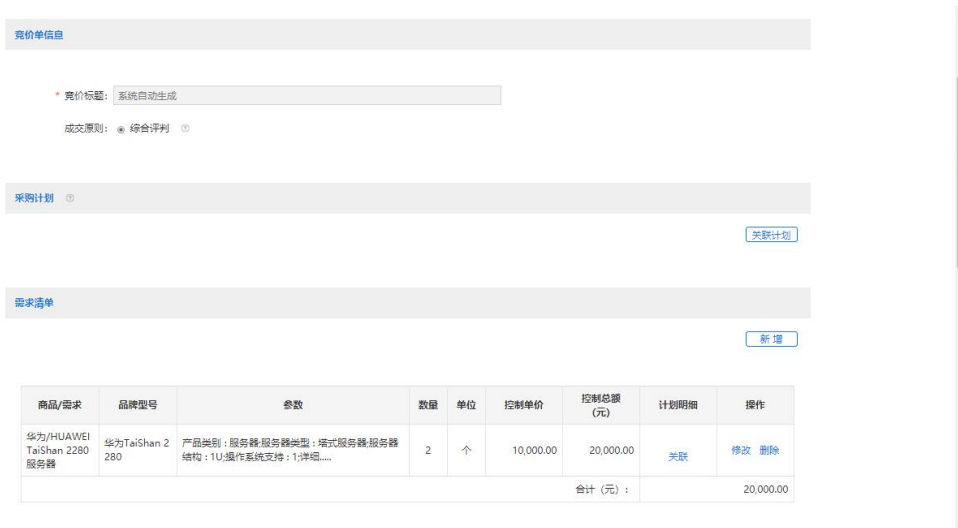 竞价单信息
* 竞价标题： 系统自动生成
成交原则： 综合评判
采购计划
关联计划
需求清单
新 增
商品/需求 品牌型号 参数 数量 单位 控制单价 控制总额（元） 计划明细 操作
华为/HUAWEI TaiShan 2280 服务器 华为TaiShan 2280 产品类别：服务器;服务器类型：塔式服务器;服务器结构：1U;操作系统支持：1;详细..... 2 个 10,000.00 20,000.00 关联 修改 删除
合计（元）： 20,000.00